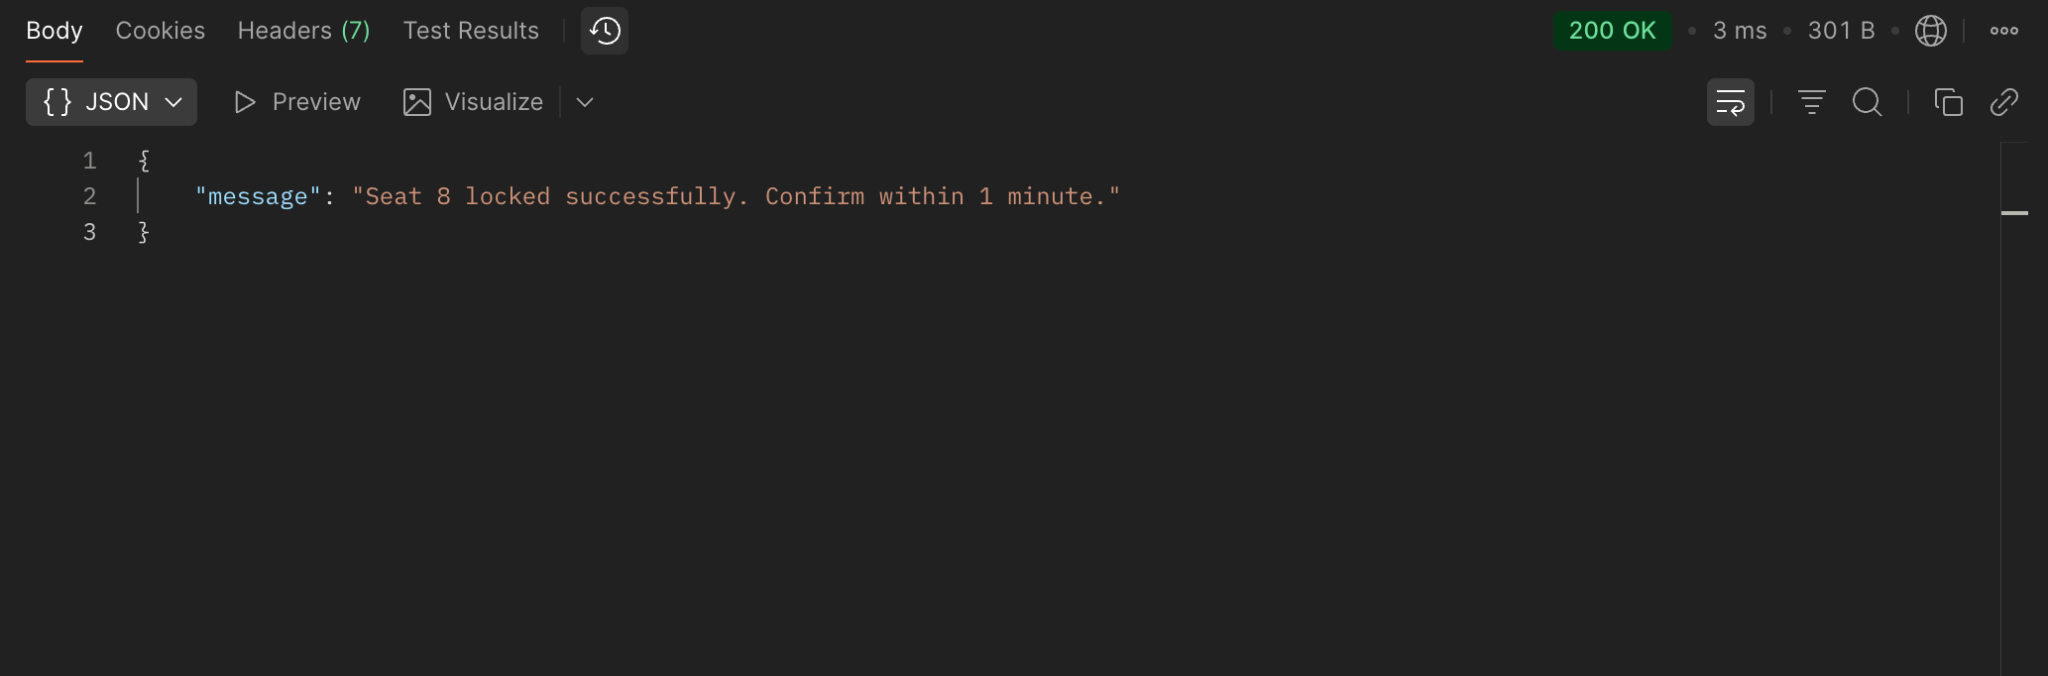 Body Cookies Headers (7) Test Results 200 OK • 3 ms • 301 B •
{} JSON Preview Visualize
1 {
2 "message": "Seat 8 locked successfully. Confirm within 1 minute."
3 }